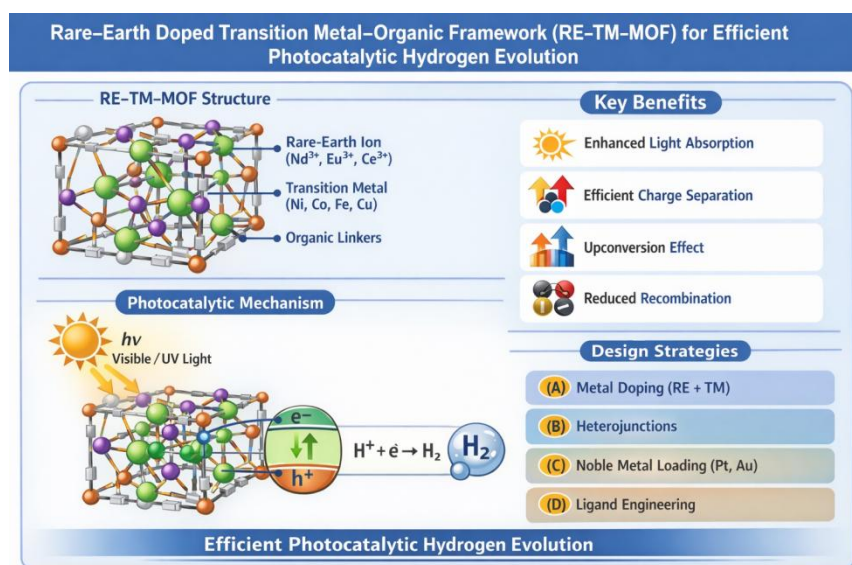 Rare–Earth Doped Transition Metal–Organic Framework (RE–TM–MOF) for Efficient
Photocatalytic Hydrogen Evolution
RE–TM–MOF Structure
Rare–Earth Ion
(Nd³⁺, Eu³⁺, Ce³⁺)
Transition Metal
(Ni, Co, Fe, Cu)
Organic Linkers
Photocatalytic Mechanism
hν
Visible / UV Light
e⁻
h⁺
H⁺ + e⁻ → H₂
H₂
Key Benefits
Enhanced Light Absorption
Efficient Charge Separation
Upconversion Effect
Reduced Recombination
Design Strategies
(A) Metal Doping (RE + TM)
(B) Heterojunctions
(C) Noble Metal Loading (Pt, Au)
(D) Ligand Engineering
Efficient Photocatalytic Hydrogen Evolution